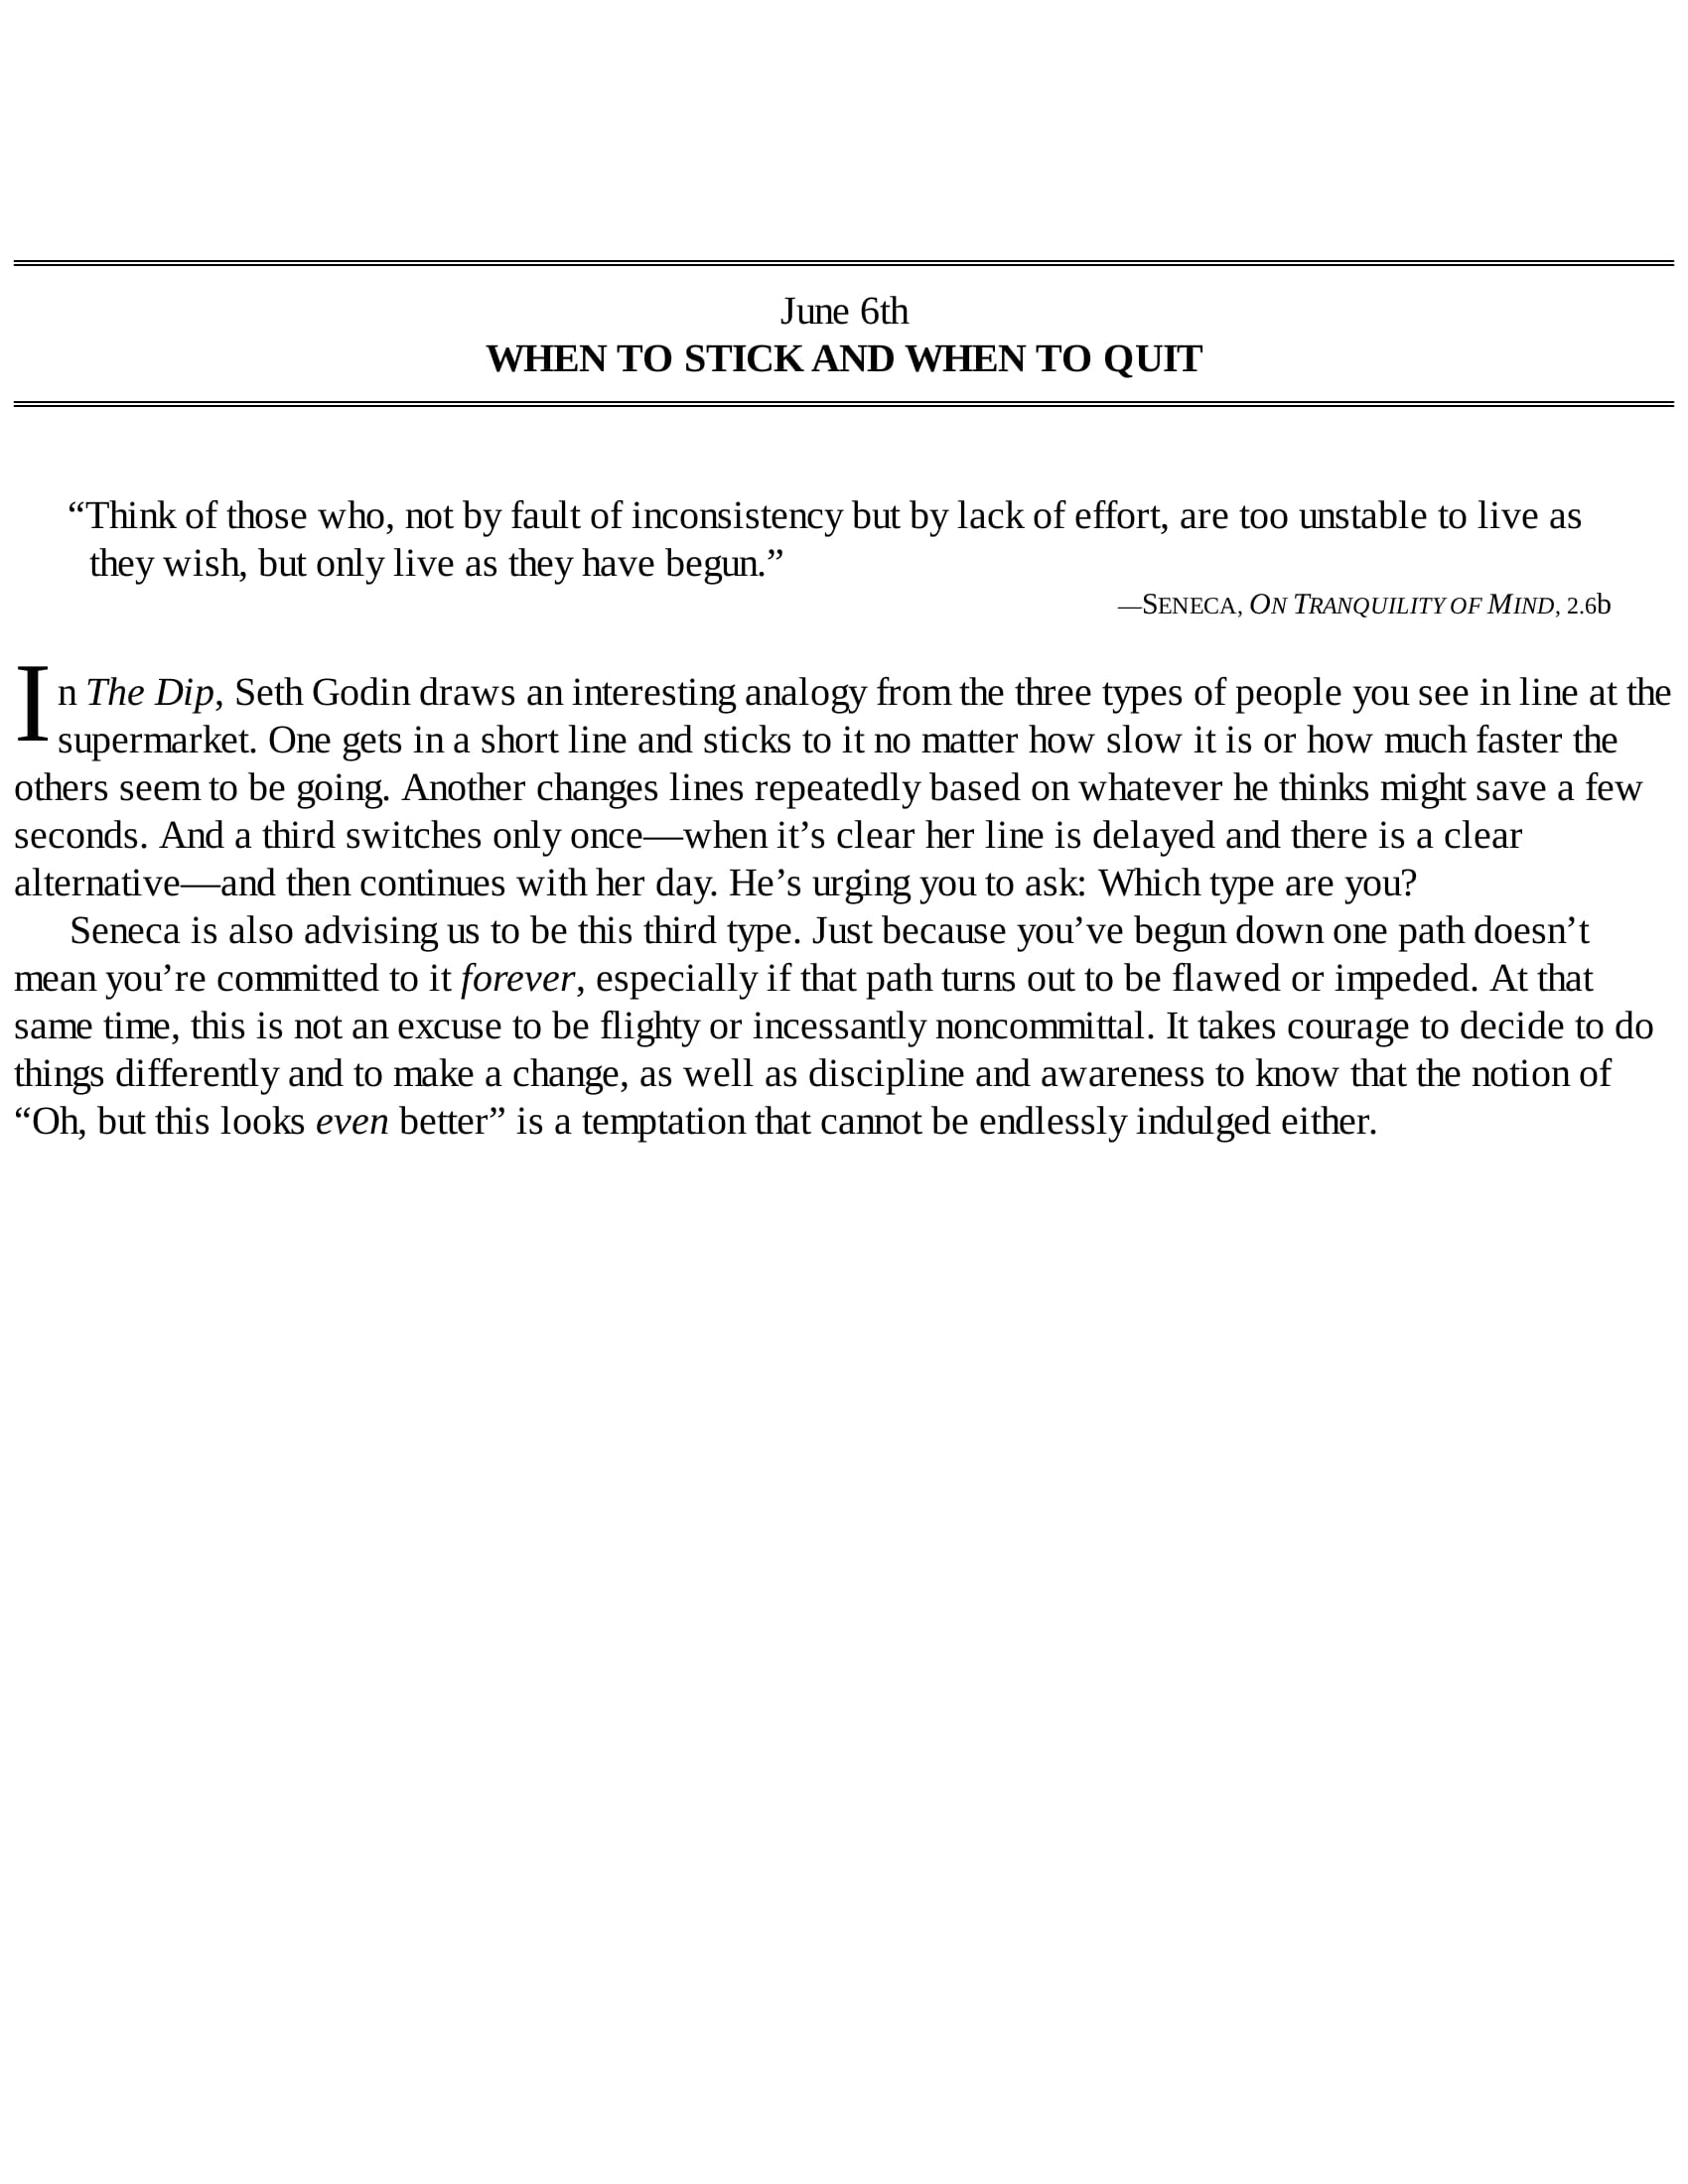 June 6th
WHEN TO STICK AND WHEN TO QUIT
“Think of those who, not by fault of inconsistency but by lack of effort, are too unstable to live as
they wish, but only live as they have begun.”
—SENECA, ON TRANQUILITY OF MIND, 2.6b
In The Dip, Seth Godin draws an interesting analogy from the three types of people you see in line at the
supermarket. One gets in a short line and sticks to it no matter how slow it is or how much faster the
others seem to be going. Another changes lines repeatedly based on whatever he thinks might save a few
seconds. And a third switches only once—when it’s clear her line is delayed and there is a clear
alternative—and then continues with her day. He’s urging you to ask: Which type are you?
Seneca is also advising us to be this third type. Just because you’ve begun down one path doesn’t
mean you’re committed to it forever, especially if that path turns out to be flawed or impeded. At that
same time, this is not an excuse to be flighty or incessantly noncommittal. It takes courage to decide to do
things differently and to make a change, as well as discipline and awareness to know that the notion of
“Oh, but this looks even better” is a temptation that cannot be endlessly indulged either.